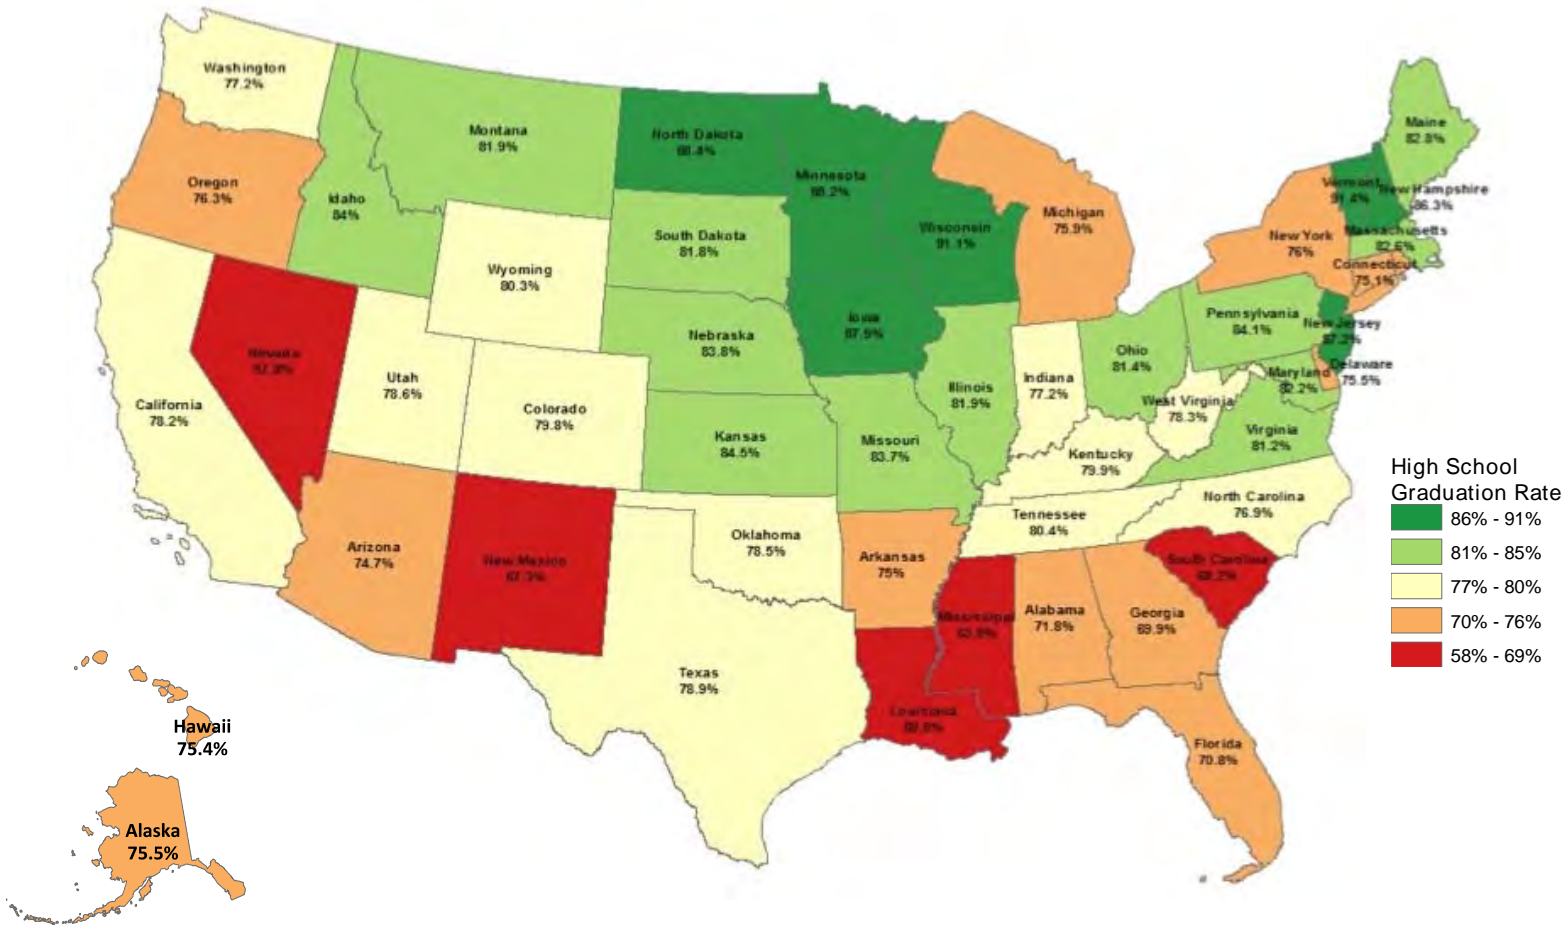 Washington
77.2%
Oregon
76.3%
Montana
81.9%
Idaho
84%
Wyoming
80.3%
North Dakota
88.4%
South Dakota
81.8%
Nebraska
83.8%
Kansas
84.5%
Minnesota
88.2%
Wisconsin
91.1%
Iowa
87.9%
Michigan
75.9%
Illinois
81.9%
Indiana
77.2%
Ohio
81.4%
Missouri
83.7%
Maine
82.8%
Vermont
91.4%
New Hampshire
86.3%
Massachusetts
82.6%
New York
76%
Connecticut
75.1%
Pennsylvania
84.1%
New Jersey
87.2%
Delaware
75.5%
Maryland
82.2%
West Virginia
78.3%
Virginia
81.2%
Kentucky
79.9%
Tennessee
80.4%
North Carolina
76.9%
South Carolina
68.2%
Georgia
69.9%
Alabama
71.8%
Mississippi
Florida
70.8%
Louisiana
Arkansas
75%
Oklahoma
78.5%
Texas
78.9%
New Mexico
67.3%
Arizona
74.7%
Colorado
79.8%
Utah
78.6%
Nevada
California
78.2%
Hawaii
75.4%
Alaska
75.5%
High School
Graduation Rate
86% - 91%
81% - 85%
77% - 80%
70% - 76%
58% - 69%